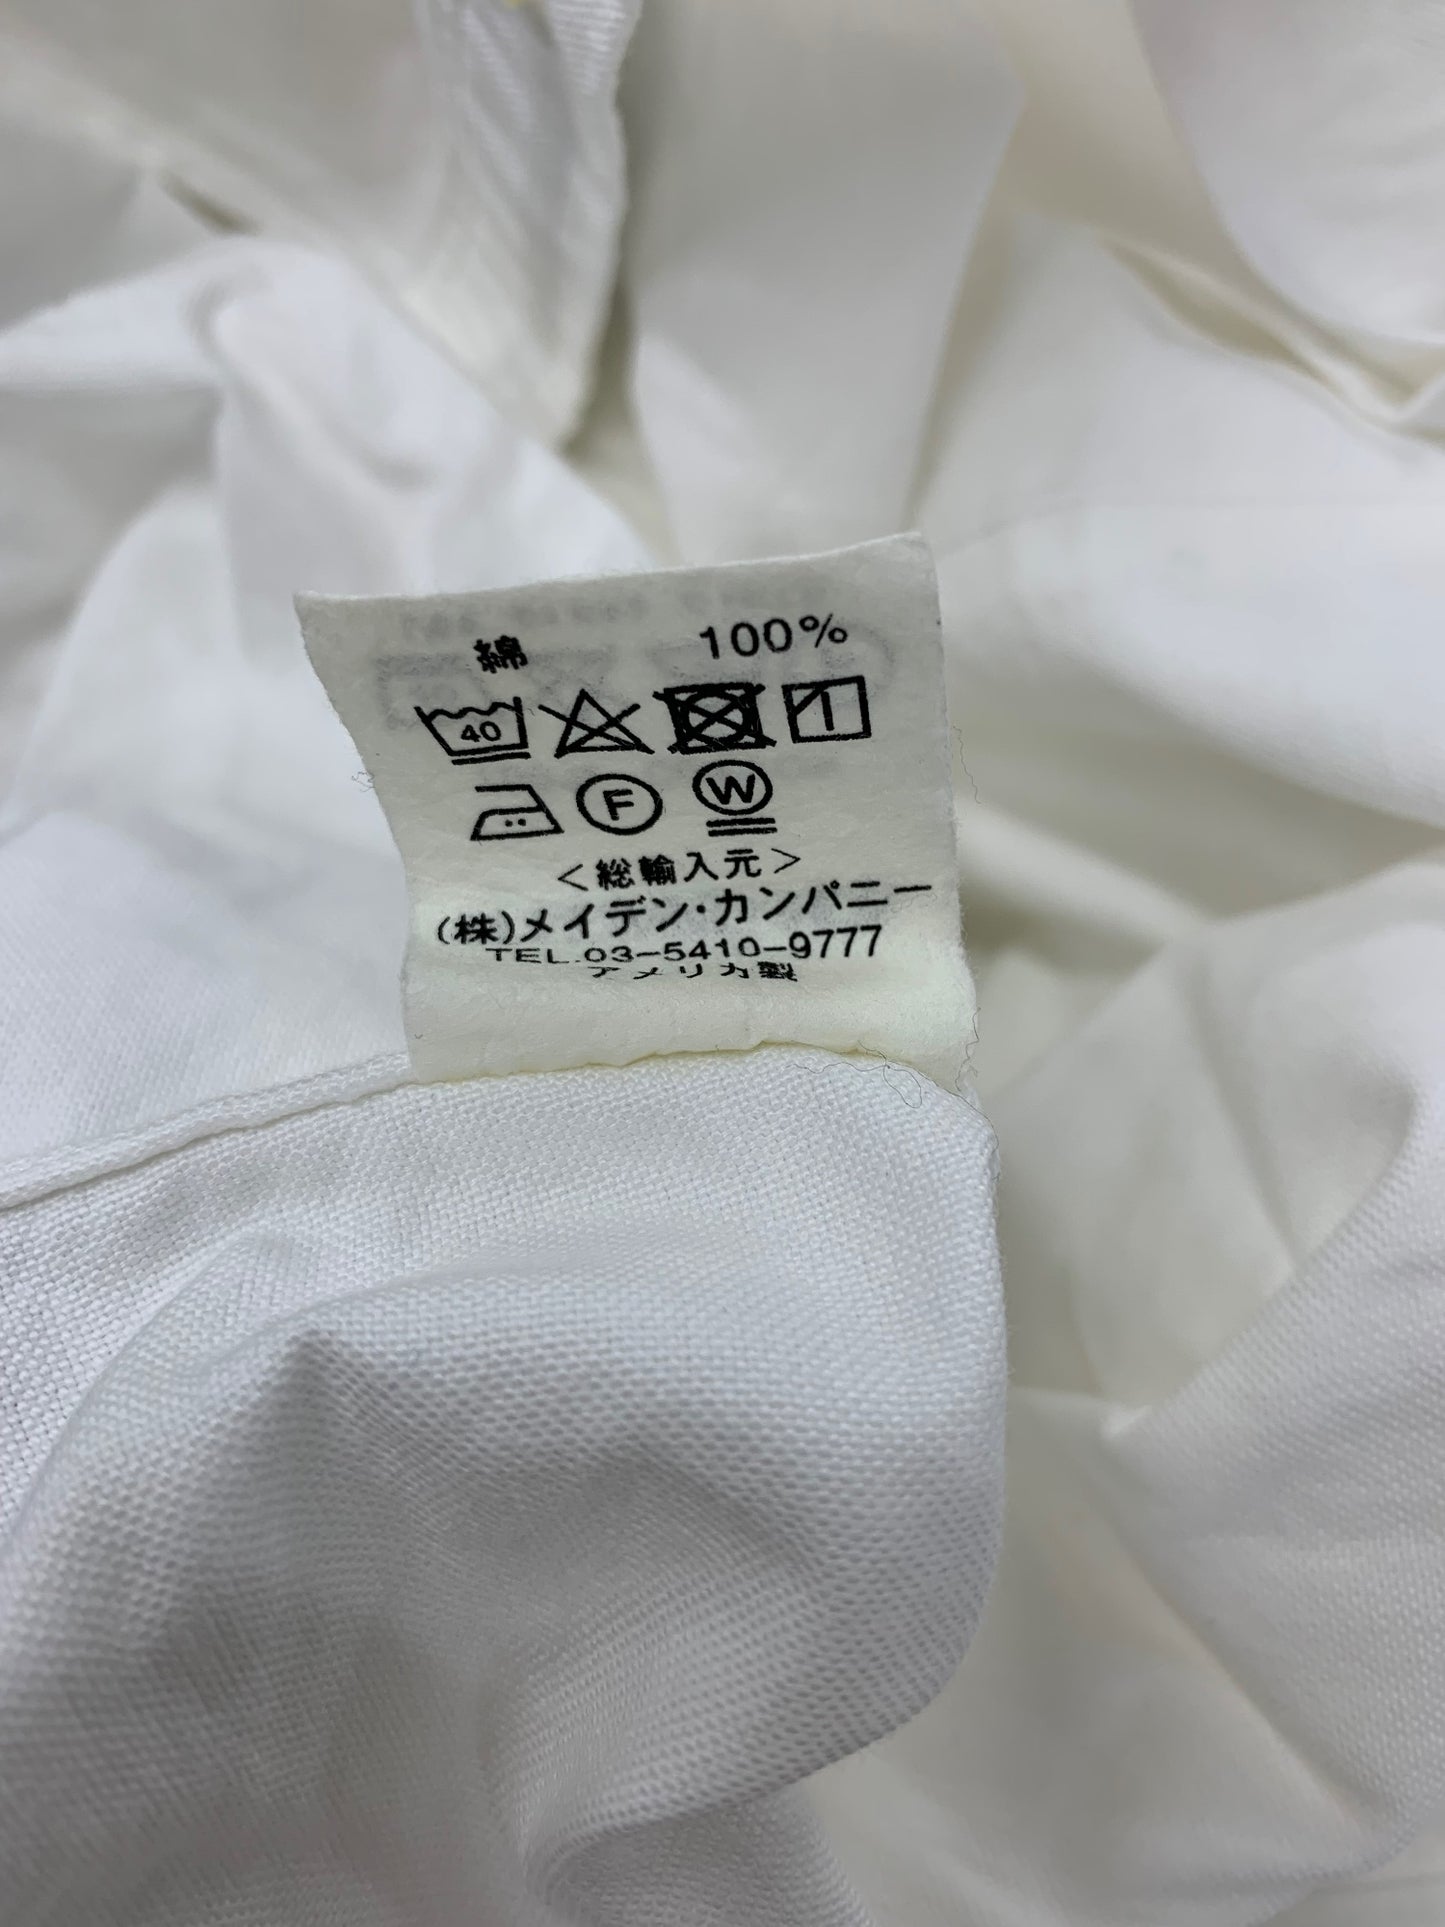 綿 100%
40
F W
<総輸入元>
(株)メイデン・カンパニー
TEL.03-5410-9777
アメリカ製